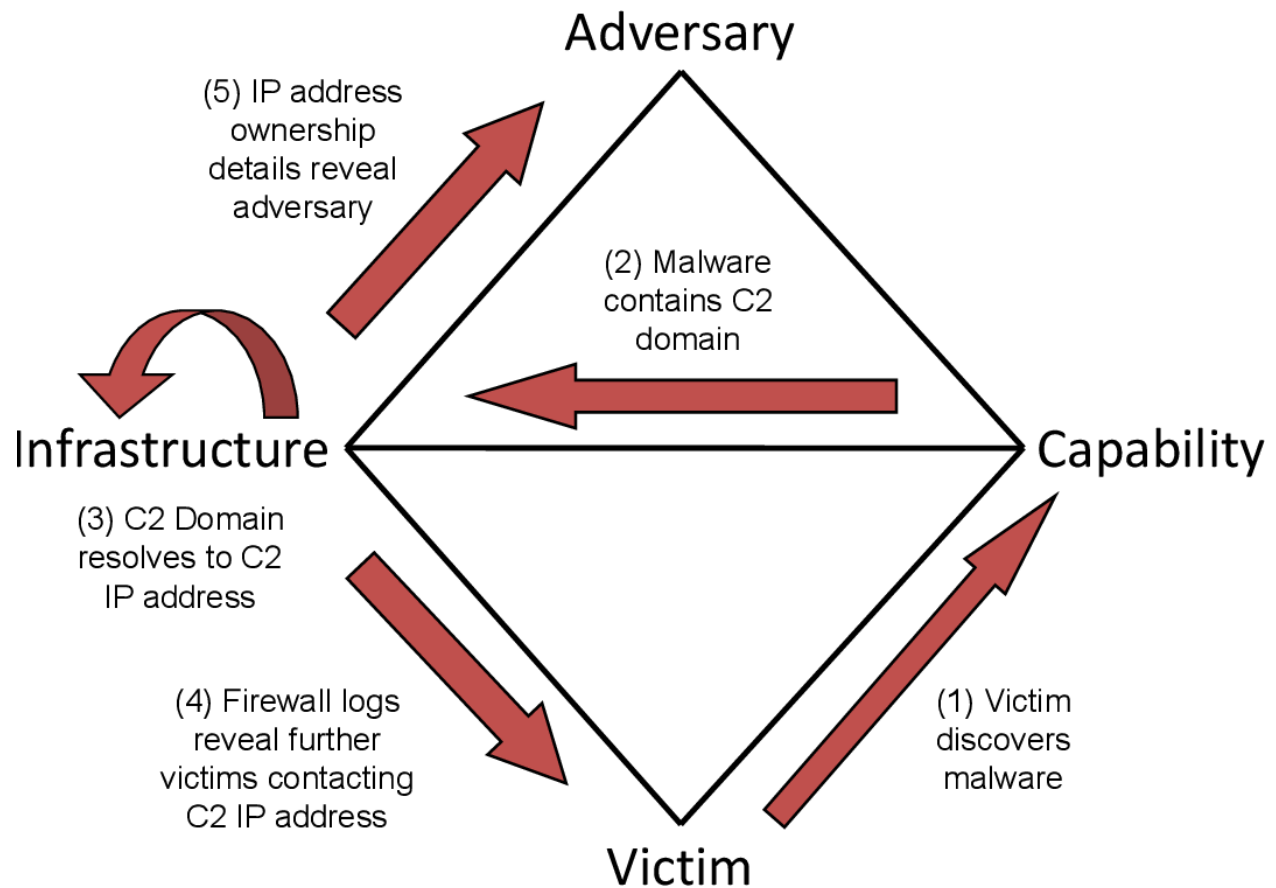 Adversary
(5) IP address
ownership
details reveal
adversary
(2) Malware
contains C2
domain
Infrastructure
Capability
(3) C2 Domain
resolves to C2
IP address
(4) Firewall logs
reveal further
victims contacting
C2 IP address
(1) Victim
discovers
malware
Victim